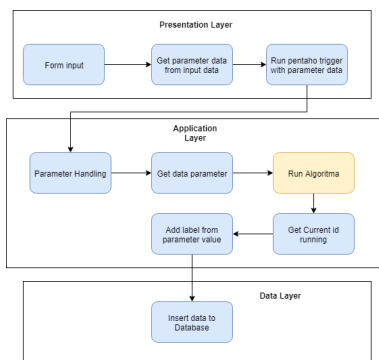 Presentation Layer
Form input
Get parameter data
from input data
Run pentaho trigger
with parameter data
Application
Layer
Parameter Handling
Get data parameter
Run Algoritma
Add label from
parameter value
Get Current id
running
Data Layer
Insert data to
Database